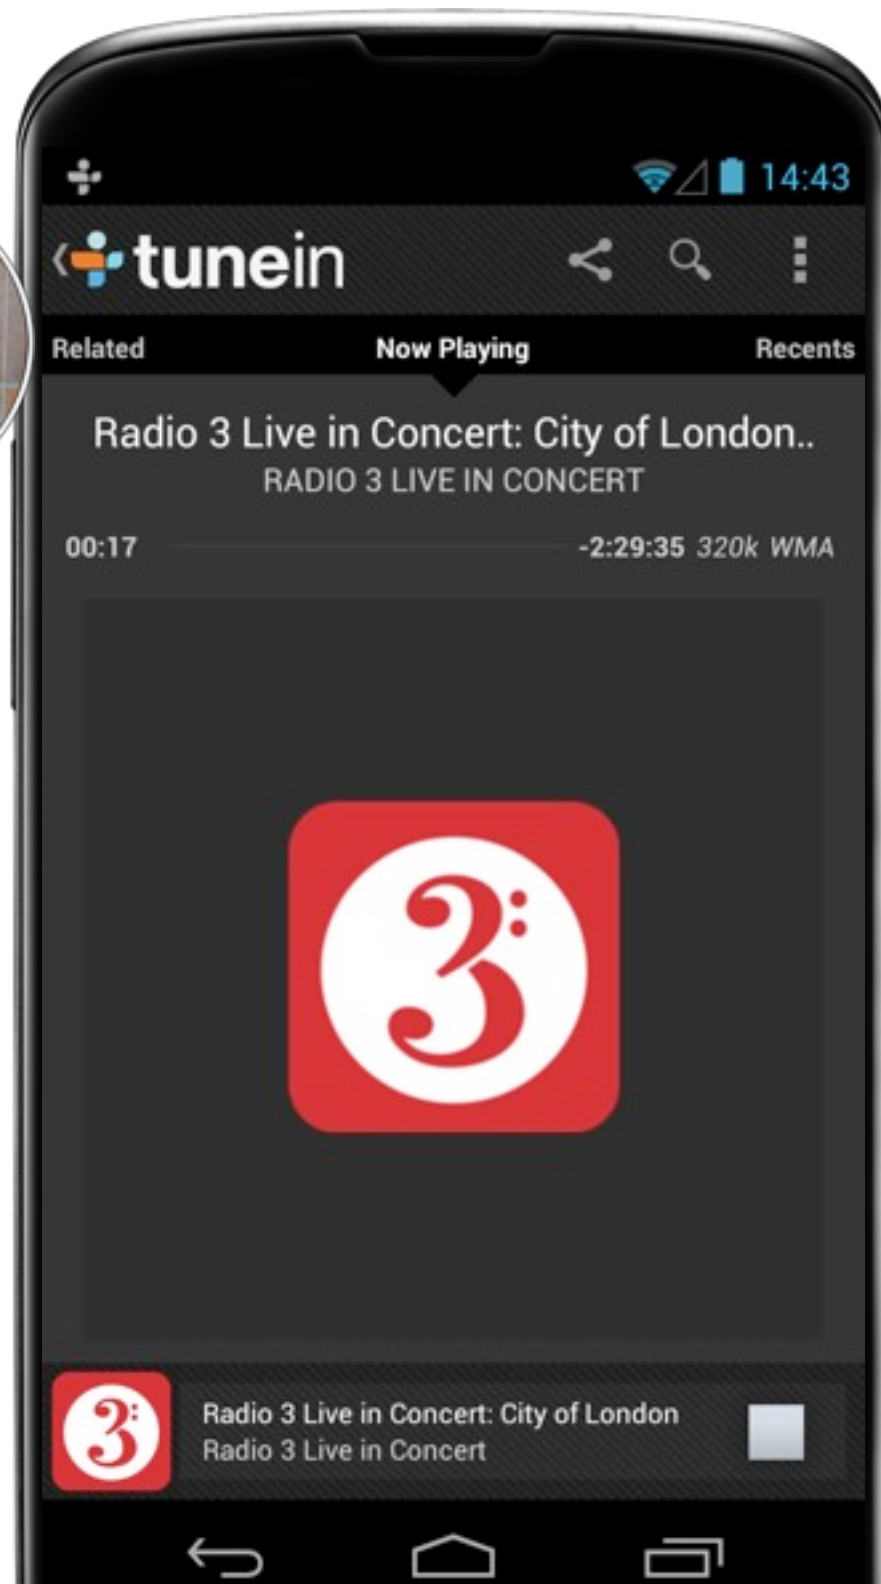 14:43
tunein
Related Now Playing Recents
Radio 3 Live in Concert: City of London..
RADIO 3 LIVE IN CONCERT
00:17 -2:29:35 320k WMA
3
3 Radio 3 Live in Concert: City of London
Radio 3 Live in Concert